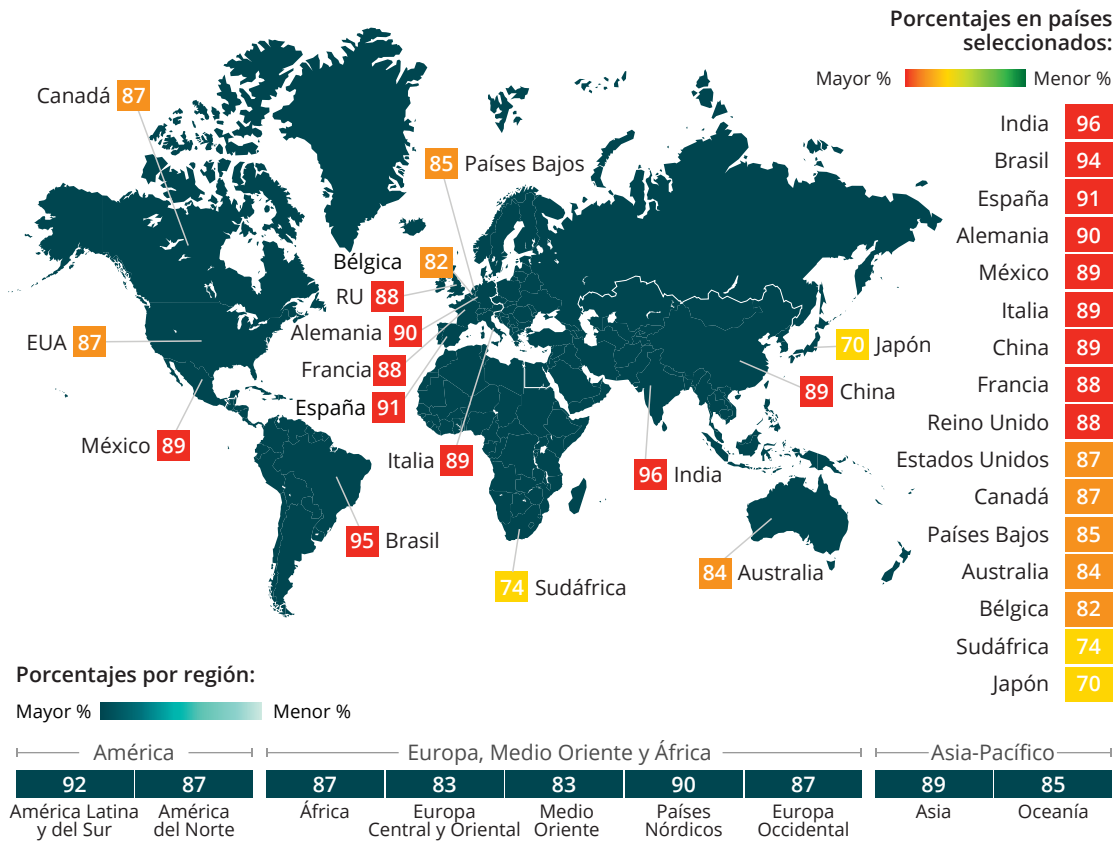 Porcentajes en países
seleccionados:
Mayor %
Menor %
India 96
Brasil 94
España 91
Alemania 90
México 89
Italia 89
China 89
Francia 88
Reino Unido 88
Estados Unidos 87
Canadá 87
Países Bajos 85
Australia 84
Bélgica 82
Sudáfrica 74
Japón 70
Canadá 87
85 Países Bajos
Bélgica 82
RU 88
Alemania 90
EUA 87
70 Japón
Francia 88
89 China
España 91
México 89
Italia 89
96 India
95 Brasil
84 Australia
74 Sudáfrica
Porcentajes por región:
Mayor %
Menor %
América
Europa, Medio Oriente y África
Asia-Pacífico
92 87 87 83 83 90 87 89 85
América Latina
y del Sur
América
del Norte
África
Europa
Central y Oriental
Medio
Oriente
Países
Nórdicos
Europa
Occidental
Asia
Oceanía